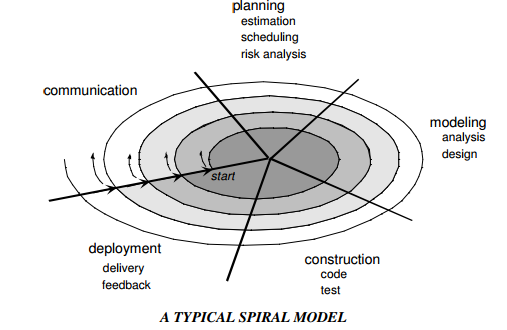 planning
estimation
scheduling
risk analysis
communication
modeling
analysis
design
start
deployment
delivery
feedback
construction
code
test
A TYPICAL SPIRAL MODEL